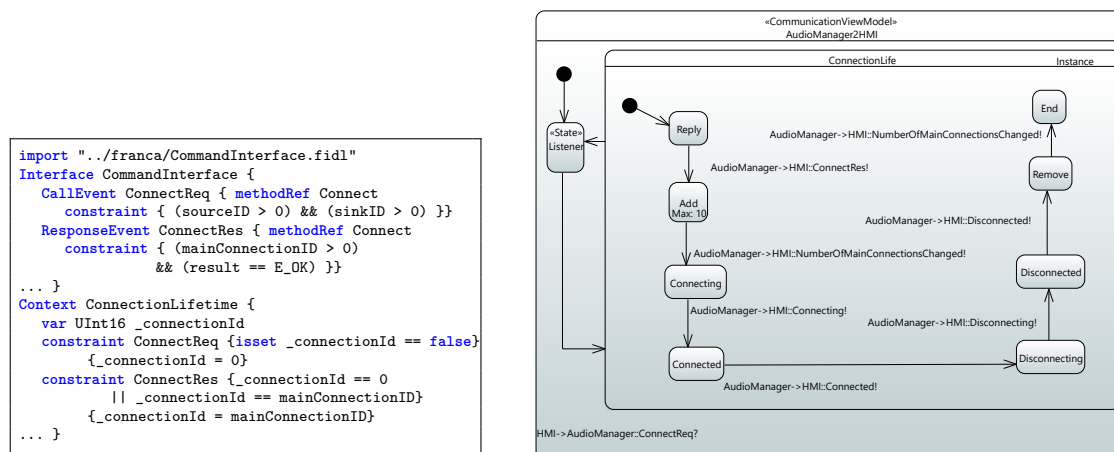 import "../franca/CommandInterface.fidl"
Interface CommandInterface {
CallEvent ConnectReq { methodRef Connect
constraint { (sourceID > 0) && (sinkID > 0) }}
ResponseEvent ConnectRes { methodRef Connect
constraint { (mainConnectionID > 0)
&& (result == E_OK) }}
... }
Context ConnectionLifetime {
var UInt16 _connectionId
constraint ConnectReq {isset _connectionId == false}
{_connectionId = 0}
constraint ConnectRes {_connectionId == 0
|| _connectionId == mainConnectionID}
{_connectionId = mainConnectionID}
... }
«CommunicationViewModel»
AudioManager2HMI
ConnectionLife
Instance
«State»
Listener
Reply
AudioManager->HMI::ConnectRes!
Add
Max: 10
AudioManager->HMI::NumberOfMainConnectionsChanged!
Connecting
AudioManager->HMI::Connecting!
Connected
AudioManager->HMI::Connected!
Disconnecting
AudioManager->HMI::Disconnecting!
Disconnected
AudioManager->HMI::Disconnected!
Remove
AudioManager->HMI::NumberOfMainConnectionsChanged!
End
HMI->AudioManager::ConnectReq?